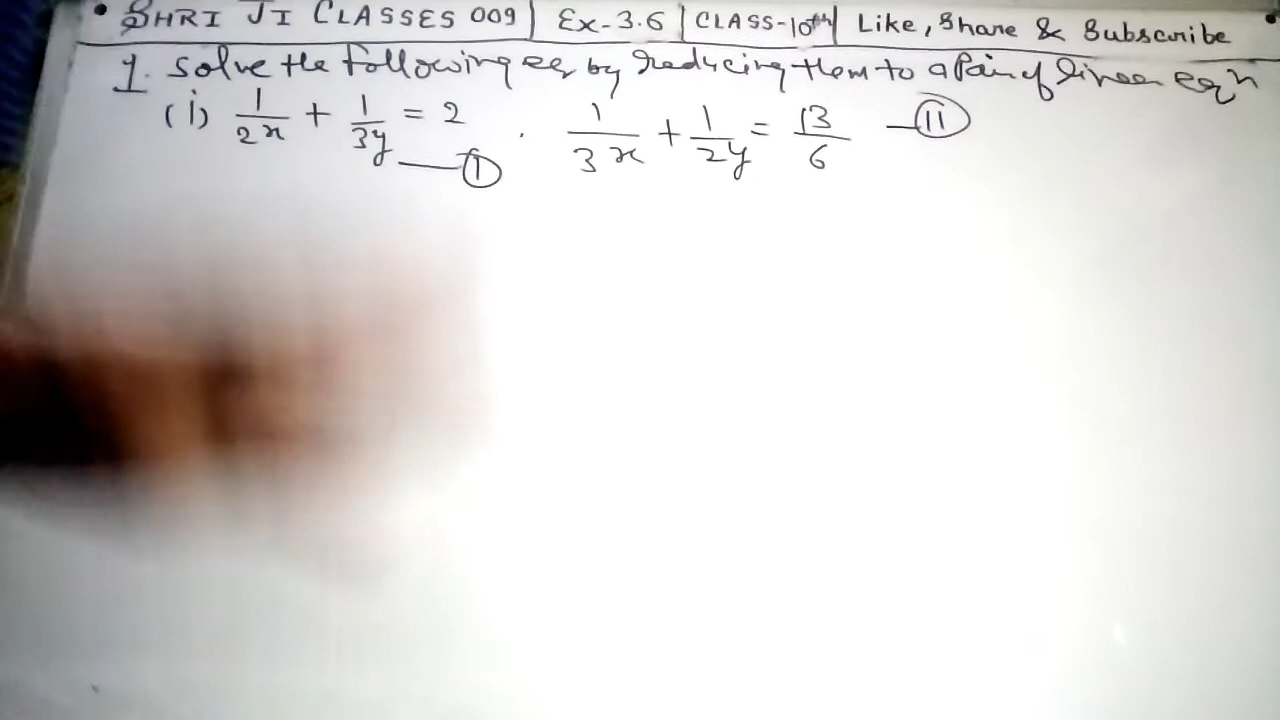 • SHRI JI CLASSES 009 | Ex-3.6 | CLASS-10th | Like, Share & Subscribe •
1. Solve the following eq by reducing them to a Pair of linear eqn
(i) 1/2x + 1/3y = 2 — (I) . 1/3x + 1/2y = 13/6 — (II)